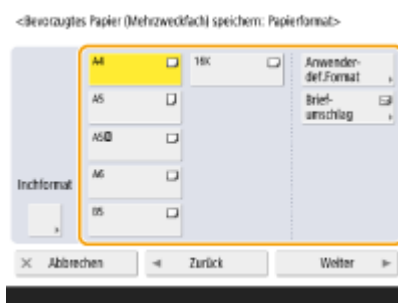 <Bevorzugtes Papier (Mehrzweckfach) speichern: Papierformat>
A4
16K
Anwender-
def.Format
A5
Brief-
umschlag
A5R
A6
Inchformat
B5
Abbrechen
Zurück
Weiter